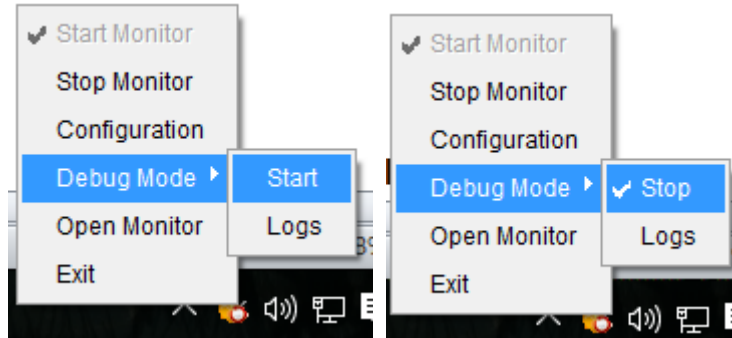 Start Monitor
Stop Monitor
Configuration
Debug Mode
Start
Open Monitor
Logs
Exit
Start Monitor
Stop Monitor
Configuration
Debug Mode
Stop
Open Monitor
Logs
Exit